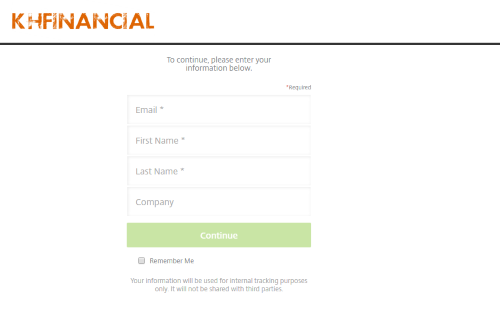 KHFINANCIAL
To continue, please enter your
information below.
*Required
Email *
First Name *
Last Name *
Company
Continue
Remember Me
Your information will be used for internal tracking purposes
only. It will not be shared with third parties.